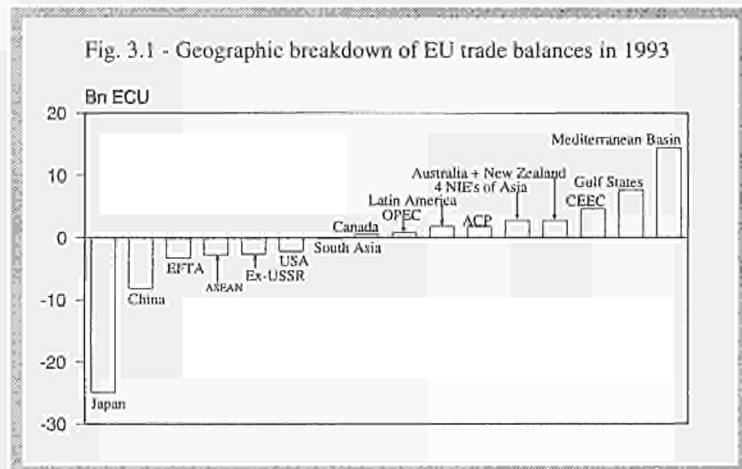 Fig. 3.1 - Geographic breakdown of EU trade balances in 1993
Bn ECU
20
10
0
-10
-20
-30
Mediterranean Basin
Australia + New Zealand
4 NIE's of Asia
Gulf States
Latin America
CEEC
OPEC
ACP
Canada
South Asia
USA
EFTA
Ex-USSR
ASEAN
China
Japan